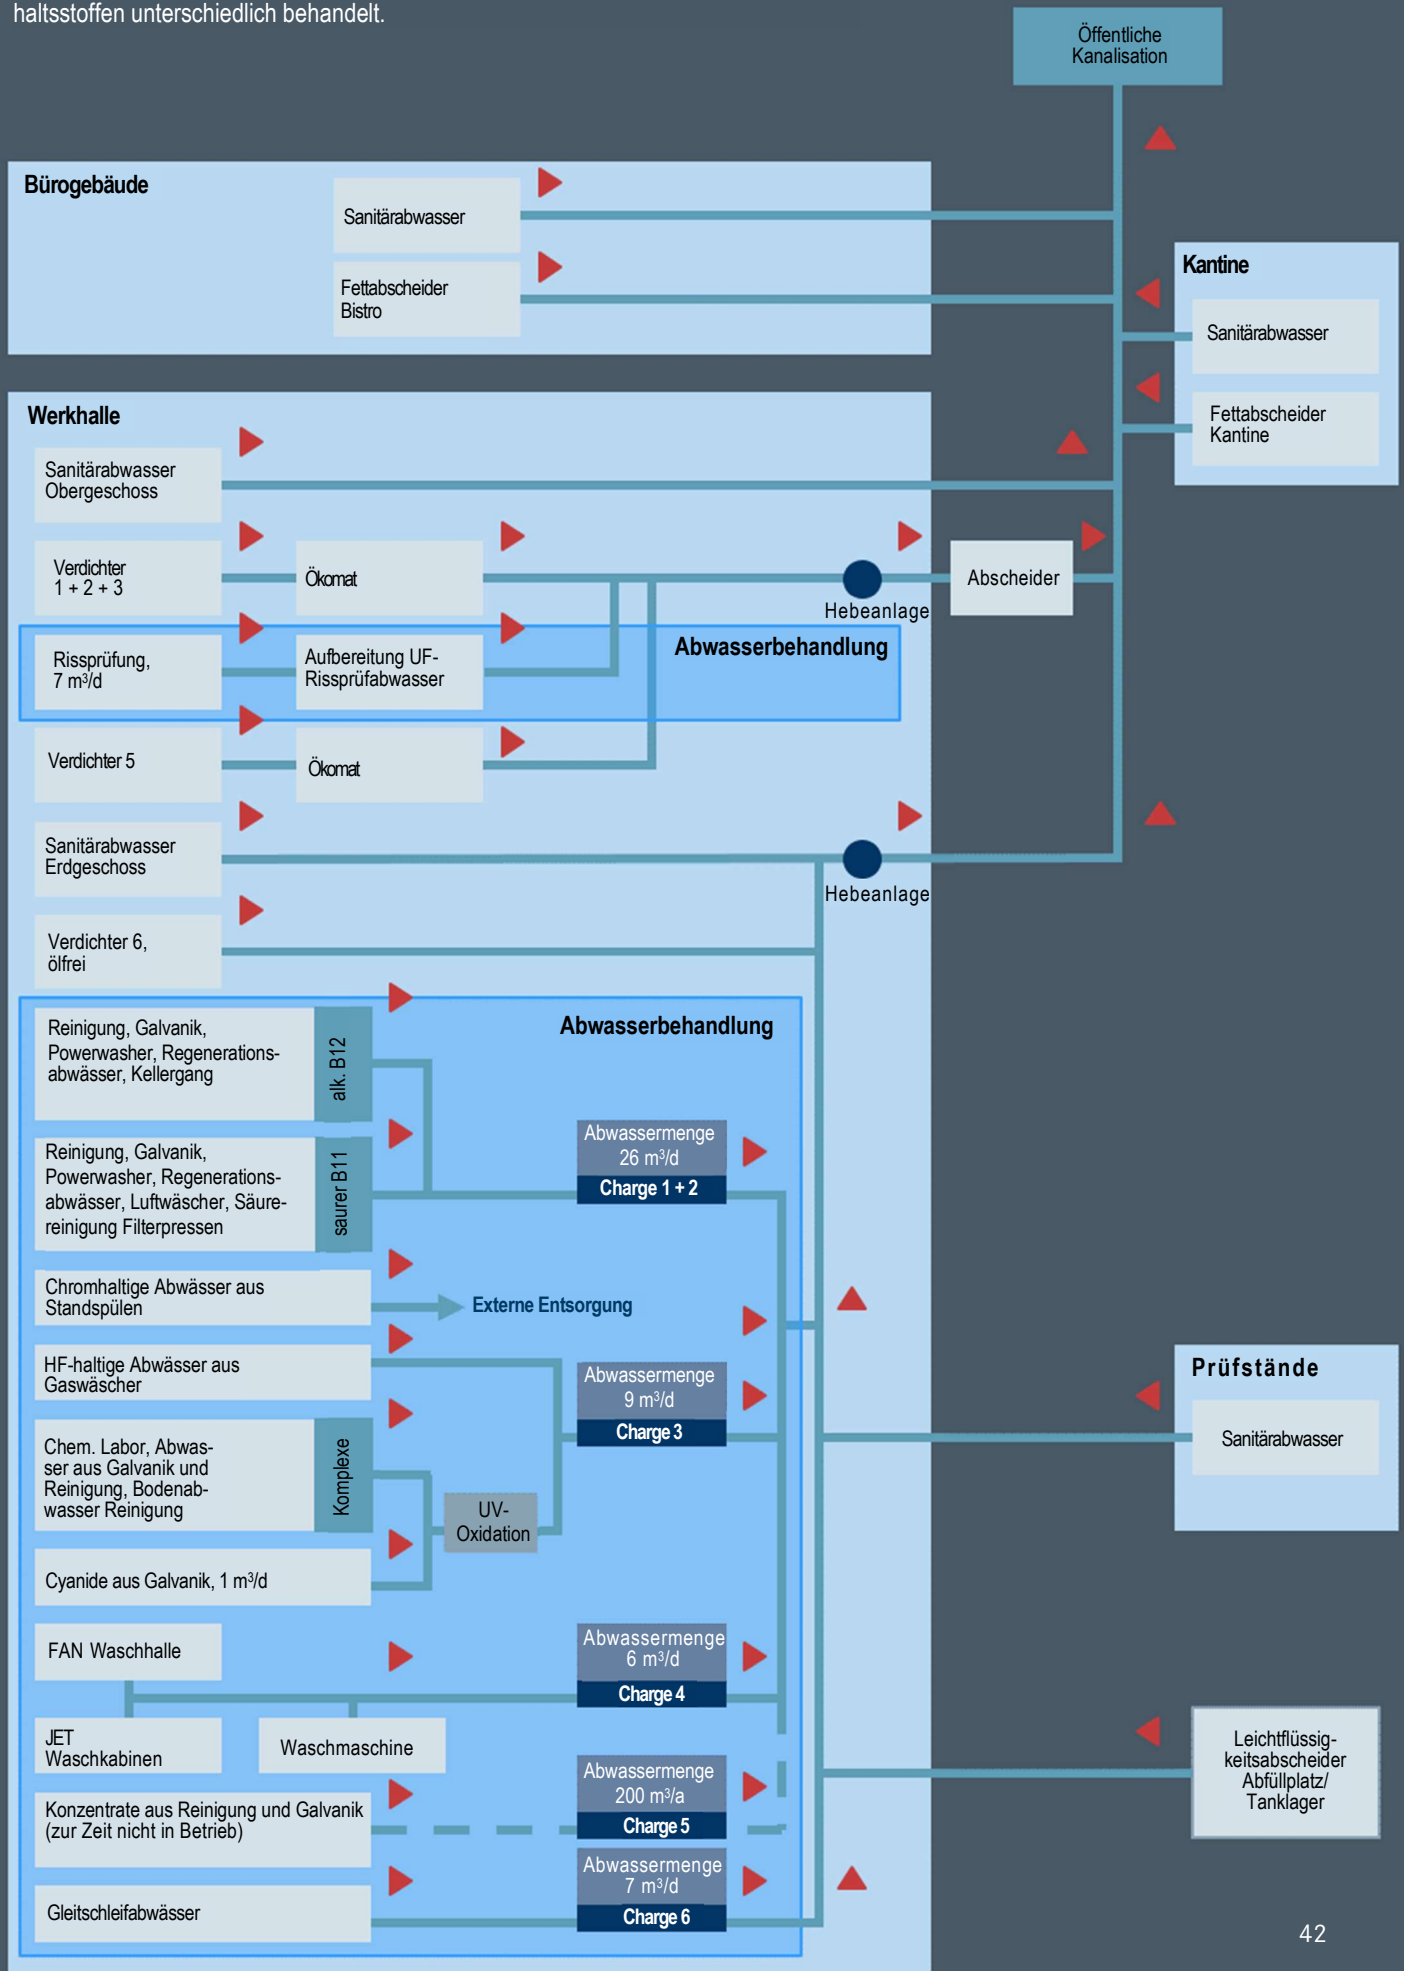 haltsstoffen unterschiedlich behandelt.
Öffentliche
Kanalisation
Bürogebäude
Sanitärabwasser
Fettabscheider
Bistro
Kantine
Sanitärabwasser
Fettabscheider
Kantine
Werkhalle
Sanitärabwasser
Obergeschoss
Verdichter
1 + 2 + 3
Ökomat
Hebeanlage
Abscheider
Abwasserbehandlung
Rissprüfung,
7 m³/d
Aufbereitung UF-
Rissprüfabwasser
Verdichter 5
Ökomat
Sanitärabwasser
Erdgeschoss
Hebeanlage
Verdichter 6,
ölfrei
Abwasserbehandlung
Reinigung, Galvanik,
Powerwasher, Regenerations-
abwässer, Kellergang
alk. B12
Reinigung, Galvanik,
Powerwasher, Regenerations-
abwässer, Luftwäscher, Säure-
reinigung Filterpressen
saurer B11
Abwassermenge
26 m³/d
Charge 1 + 2
Chromhaltige Abwässer aus
Standspülen
Externe Entsorgung
HF-haltige Abwässer aus
Gaswäscher
Abwassermenge
9 m³/d
Charge 3
Chem. Labor, Abwas-
ser aus Galvanik und
Reinigung, Bodenab-
wasser Reinigung
Komplexe
UV-
Oxidation
Cyanide aus Galvanik, 1 m³/d
Prüfstände
Sanitärabwasser
FAN Waschhalle
JET
Waschkabinen
Waschmaschine
Abwassermenge
6 m³/d
Charge 4
Konzentrate aus Reinigung und Galvanik
(zur Zeit nicht in Betrieb)
Abwassermenge
200 m³/a
Charge 5
Leichtflüssig-
keitsabscheider
Abfüllplatz/
Tanklager
Gleitschleifabwässer
Abwassermenge
7 m³/d
Charge 6
42